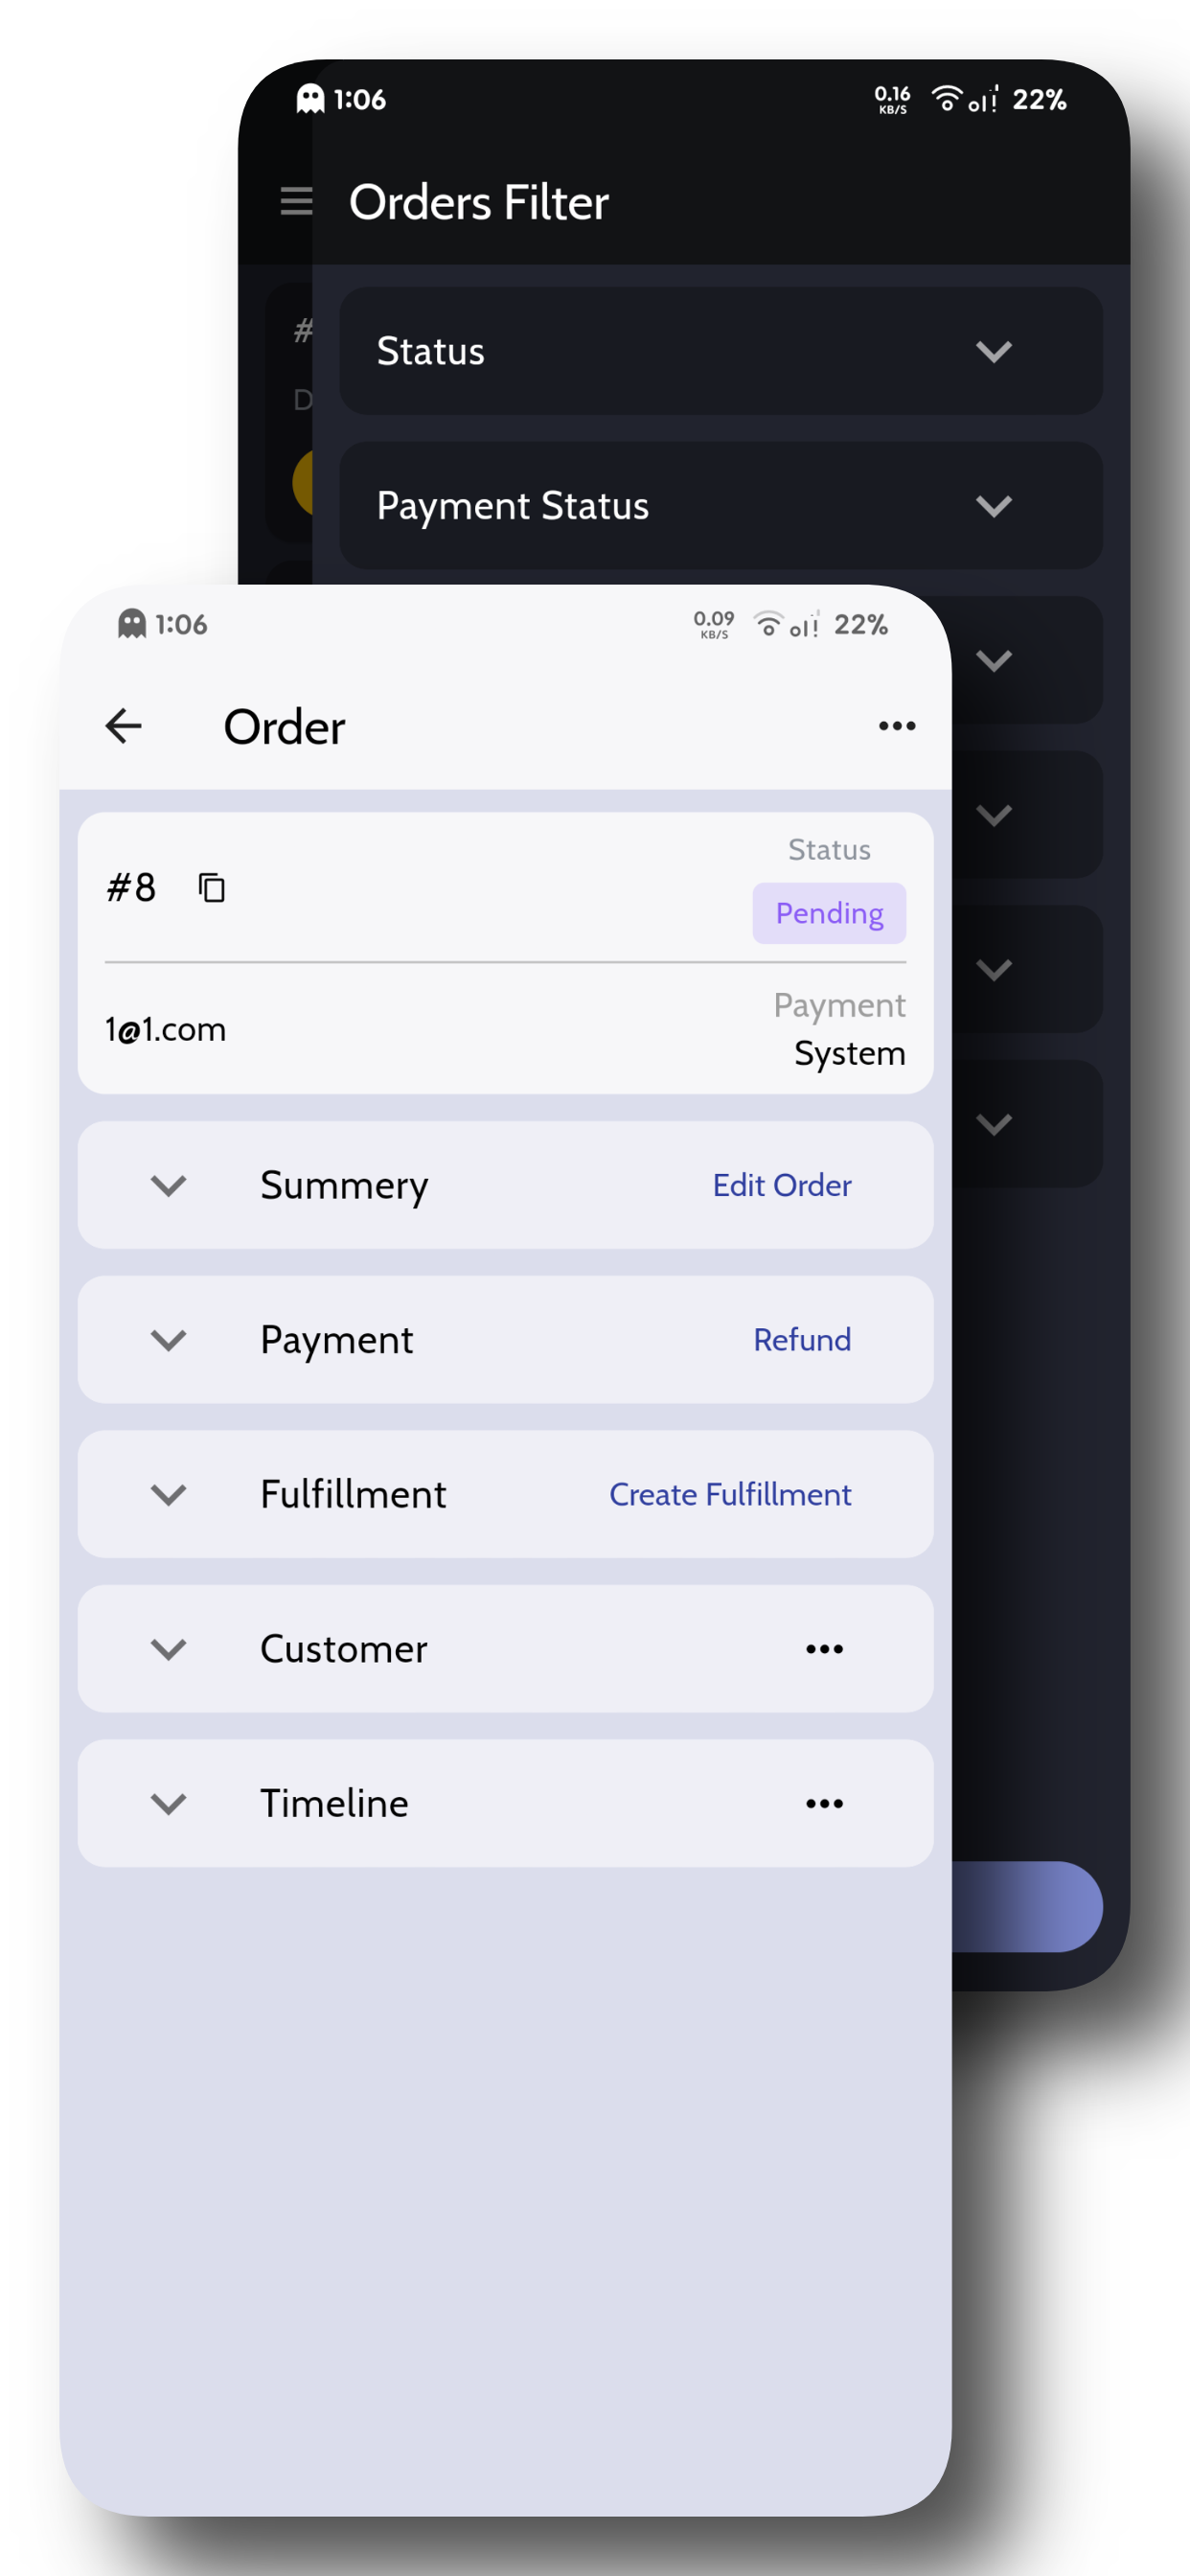 1:06
0.16
KB/S
22%
Orders Filter
#
D
Status
Payment Status
1:06
0.09
KB/S
22%
Order
#8
Status
Pending
1@1.com
Payment
System
Summery
Edit Order
Payment
Refund
Fulfillment
Create Fulfillment
Customer
Timeline